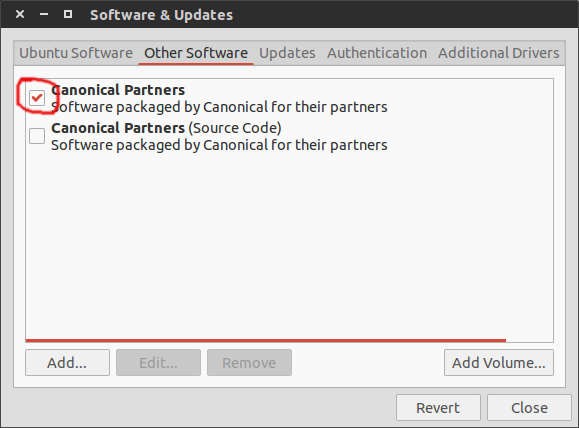 Software & Updates
Ubuntu Software Other Software Updates Authentication Additional Drivers
Canonical Partners
Software packaged by Canonical for their partners
Canonical Partners (Source Code)
Software packaged by Canonical for their partners
Add... Edit... Remove Add Volume...
Revert Close